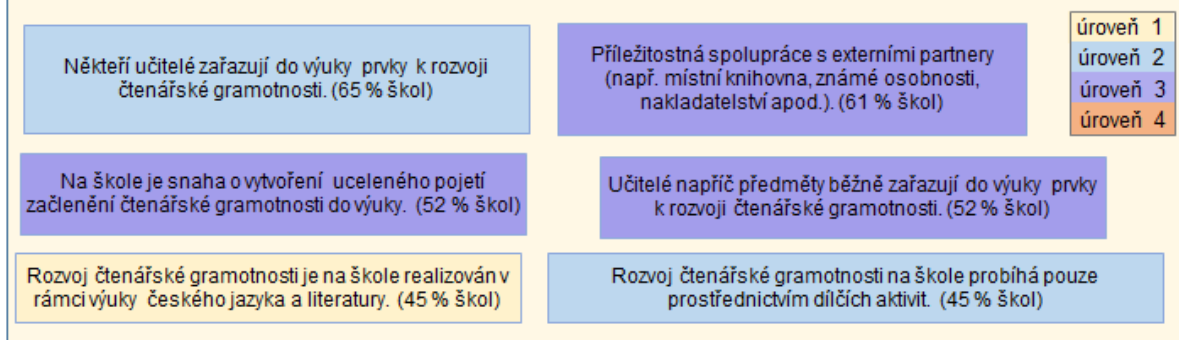 Někteří učitelé zařazují do výuky prvky k rozvoji
čtenářské gramotnosti. (65 % škol)
Příležitostná spolupráce s externími partnery
(např. místní knihovna, známé osobnosti,
nakladatelství apod.). (61 % škol)
úroveň 1
úroveň 2
úroveň 3
úroveň 4
Na škole je snaha o vytvoření uceleného pojetí
začlenění čtenářské gramotnosti do výuky. (52 % škol)
Učitelé napříč předměty běžně zařazují do výuky prvky
k rozvoji čtenářské gramotnosti. (52 % škol)
Rozvoj čtenářské gramotnosti je na škole realizován v
rámci výuky českého jazyka a literatury. (45 % škol)
Rozvoj čtenářské gramotnosti na škole probíhá pouze
prostřednictvím dílčích aktivit. (45 % škol)